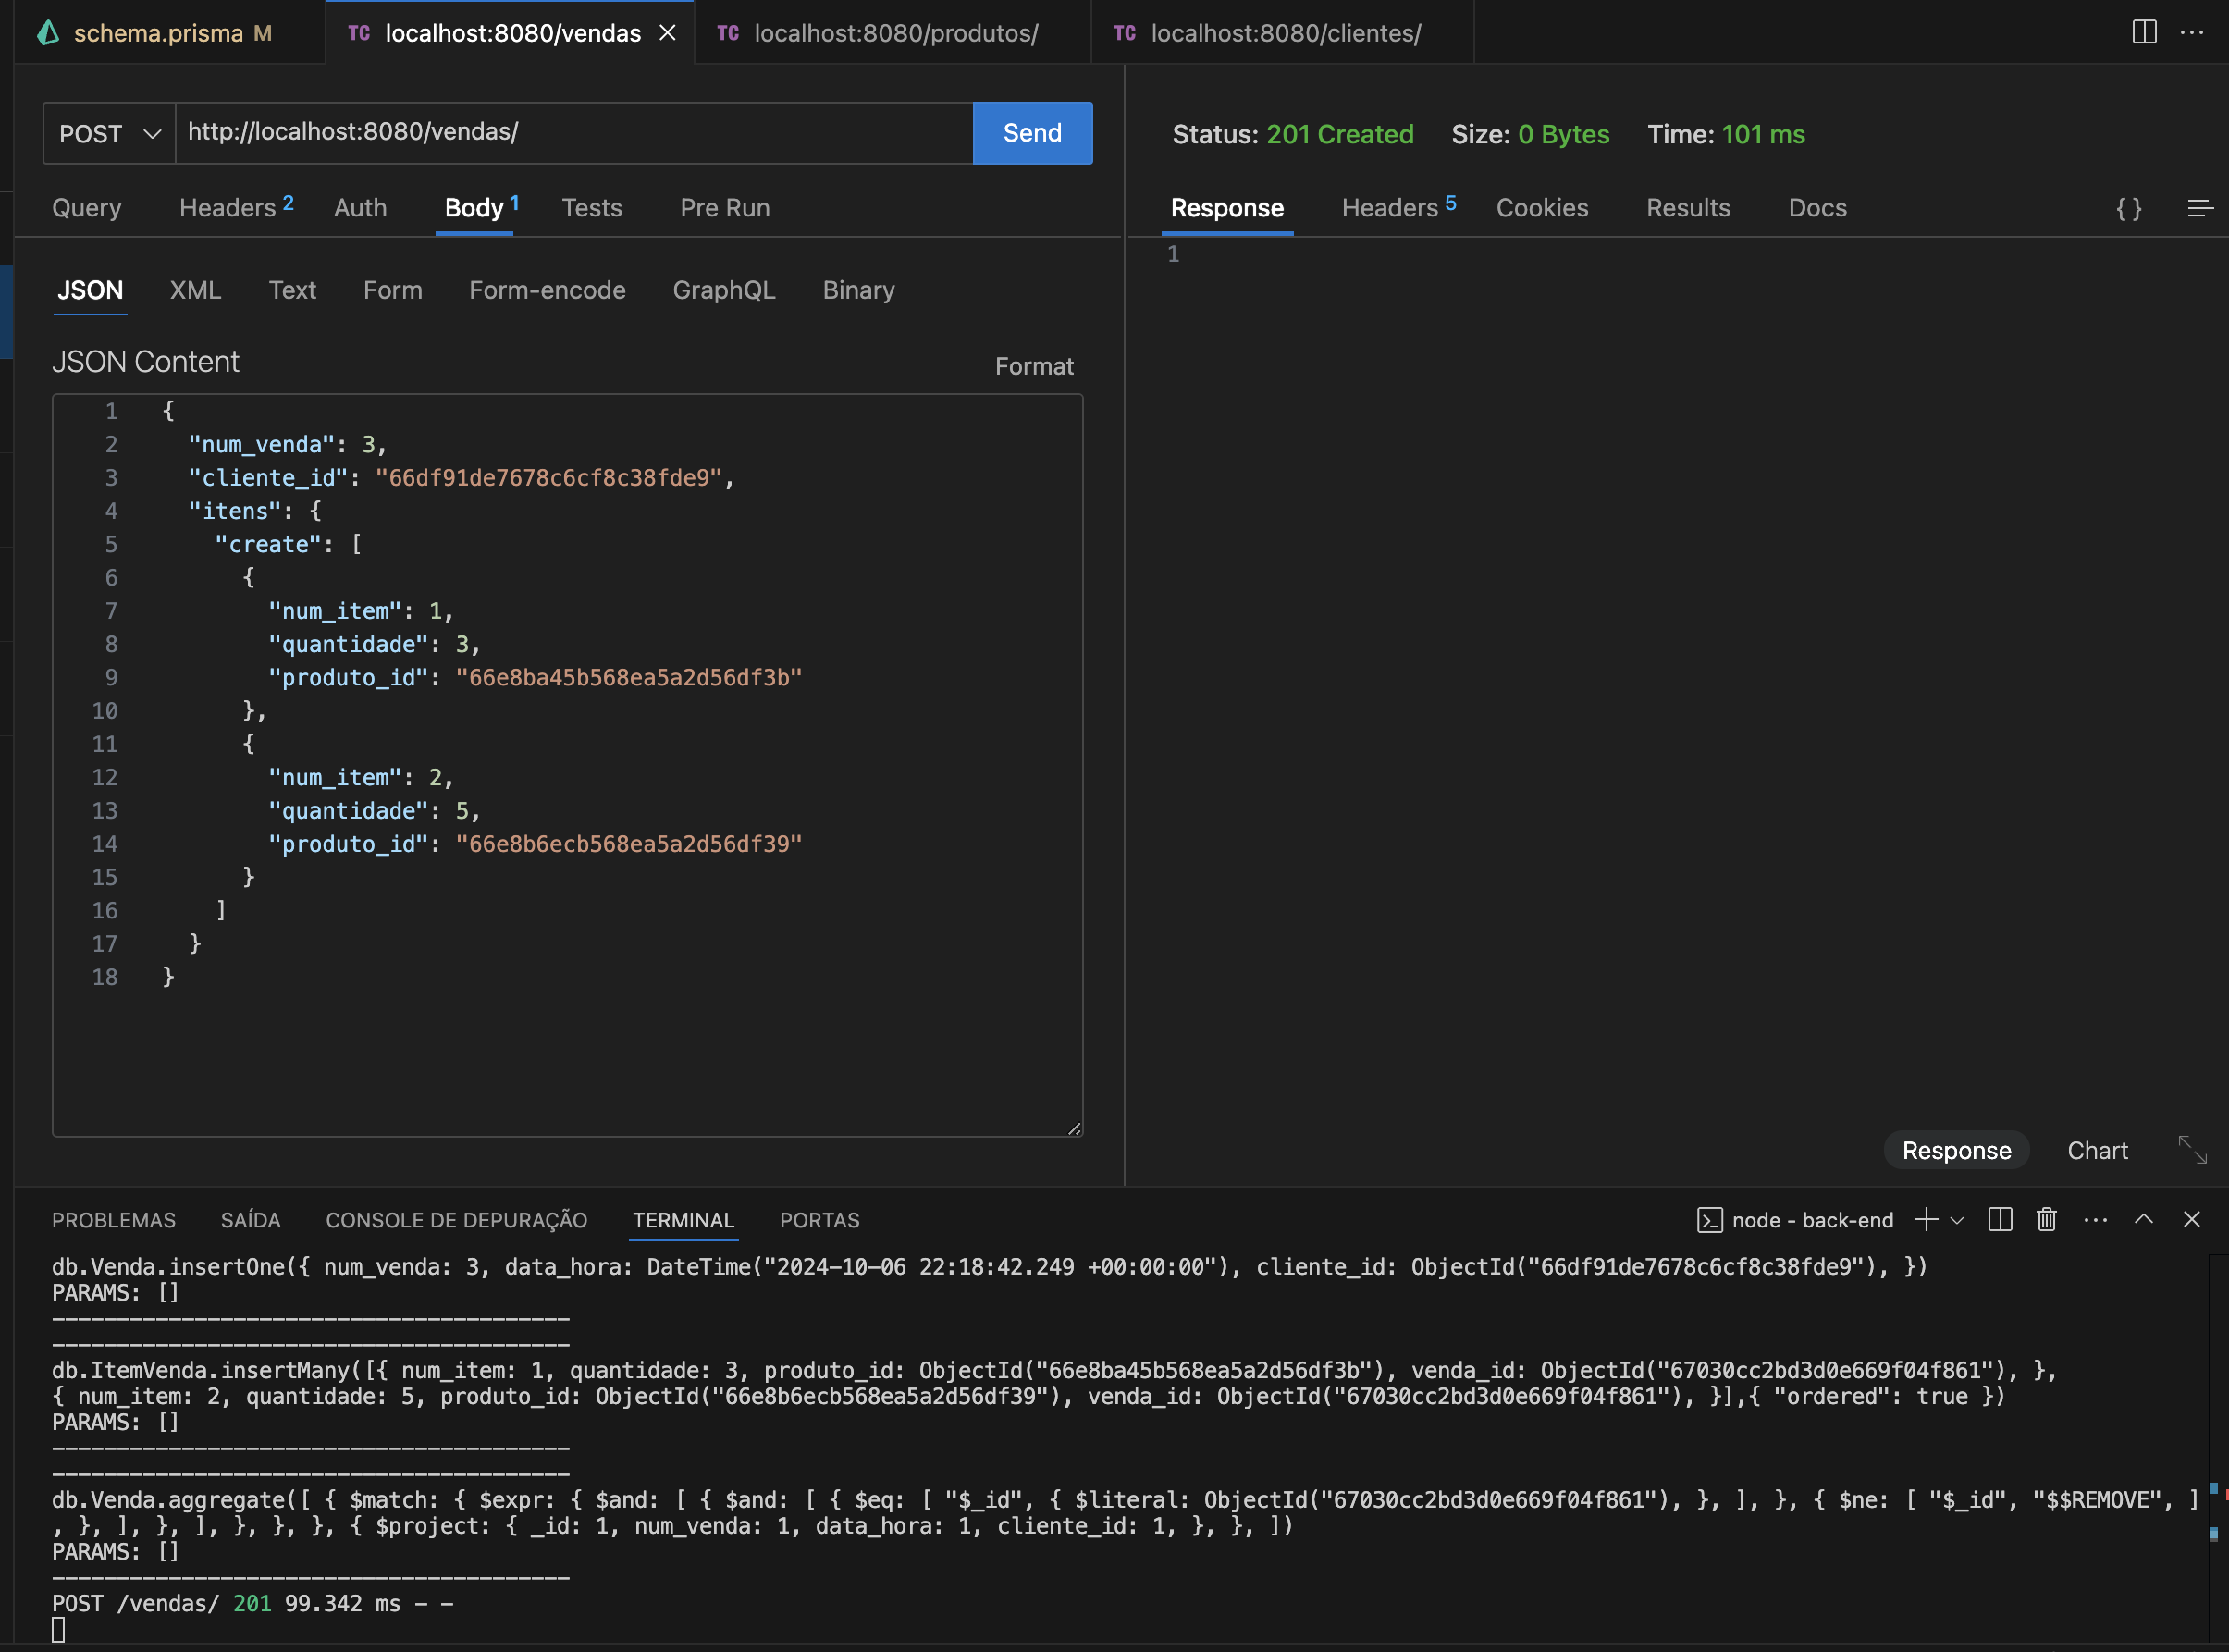 schema.prisma M
TC localhost:8080/vendas
TC localhost:8080/produtos/
TC localhost:8080/clientes/
POST http://localhost:8080/vendas/ Send
Query Headers 2 Auth Body 1 Tests Pre Run
JSON XML Text Form Form-encode GraphQL Binary
JSON Content Format
1 {
2 "num_venda": 3,
3 "cliente_id": "66df91de7678c6cf8c38fde9",
4 "itens": {
5 "create": [
6 {
7 "num_item": 1,
8 "quantidade": 3,
9 "produto_id": "66e8ba45b568ea5a2d56df3b"
10 },
11 {
12 "num_item": 2,
13 "quantidade": 5,
14 "produto_id": "66e8b6ecb568ea5a2d56df39"
15 }
16 ]
17 }
18 }
Status: 201 Created Size: 0 Bytes Time: 101 ms
Response Headers 5 Cookies Results Docs { }
1
Response Chart
PROBLEMAS SAÍDA CONSOLE DE DEPURAÇÃO TERMINAL PORTAS node - back-end
db.Venda.insertOne({ num_venda: 3, data_hora: DateTime("2024-10-06 22:18:42.249 +00:00:00"), cliente_id: ObjectId("66df91de7678c6cf8c38fde9"), })
PARAMS: []
----------------------------------------
----------------------------------------
db.ItemVenda.insertMany([{ num_item: 1, quantidade: 3, produto_id: ObjectId("66e8ba45b568ea5a2d56df3b"), venda_id: ObjectId("67030cc2bd3d0e669f04f861"), },
{ num_item: 2, quantidade: 5, produto_id: ObjectId("66e8b6ecb568ea5a2d56df39"), venda_id: ObjectId("67030cc2bd3d0e669f04f861"), }],{ "ordered": true })
PARAMS: []
----------------------------------------
----------------------------------------
db.Venda.aggregate([ { $match: { $expr: { $and: [ { $and: [ { $eq: [ "$_id", { $literal: ObjectId("67030cc2bd3d0e669f04f861"), }, ], }, { $ne: [ "$_id", "$$REMOVE", ]
, }, ], }, ], }, }, }, { $project: { _id: 1, num_venda: 1, data_hora: 1, cliente_id: 1, }, }, ])
PARAMS: []
----------------------------------------
POST /vendas/ 201 99.342 ms - -